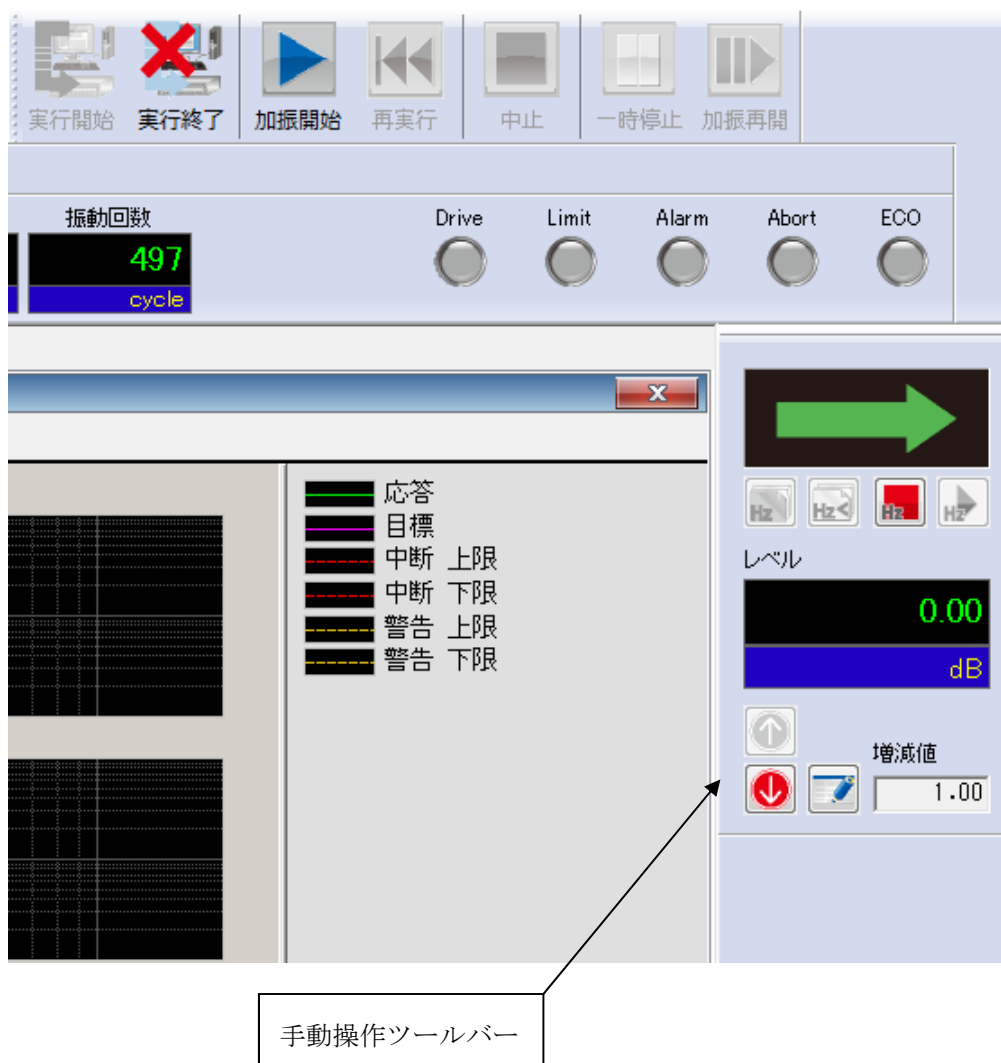 実行開始 実行終了 加振開始 再実行 中止 一時停止 加振再開
振動回数 Drive Limit Alarm Abort ECO
497
cycle
応答
目標
中断 上限
中断 下限
警告 上限
警告 下限
Hz Hz< Hz Hz
レベル
0.00
dB
増減値
1.00
手動操作ツールバー